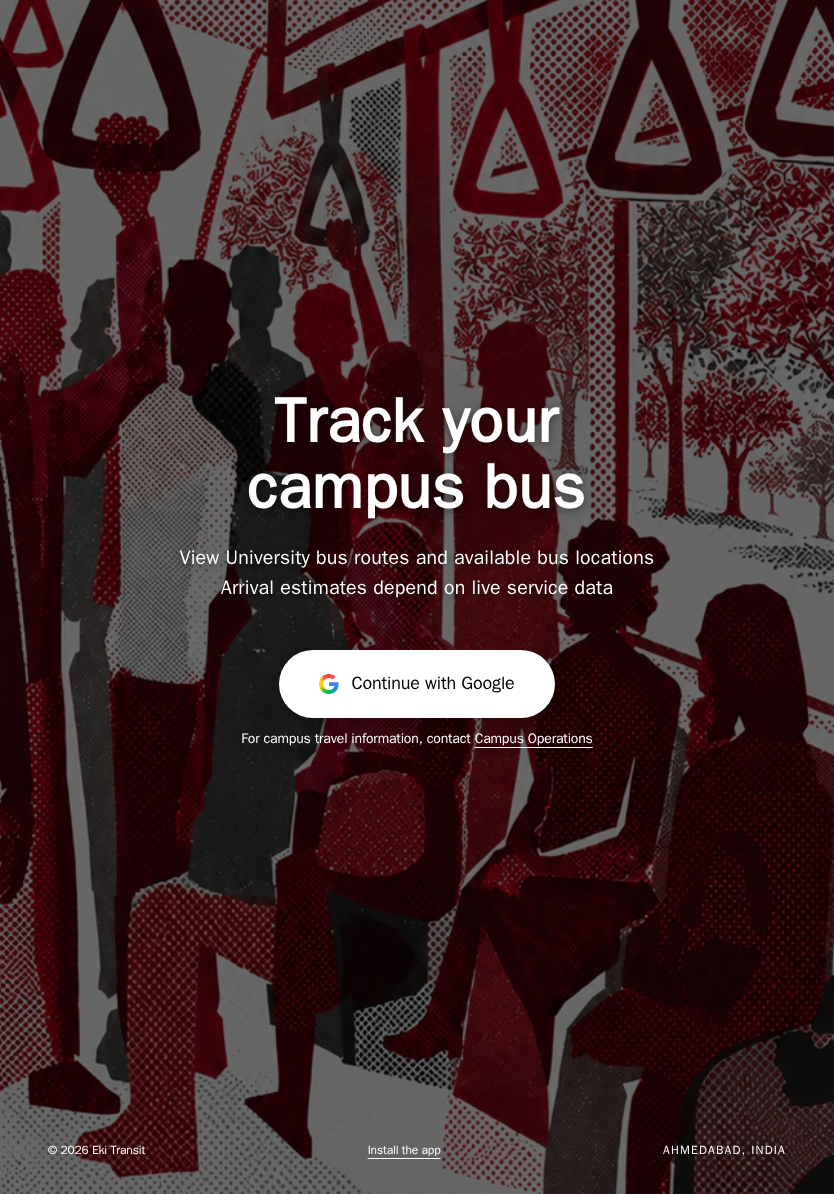 Track your
campus bus
View University bus routes and available bus locations
Arrival estimates depend on live service data
Continue with Google
For campus travel information, contact Campus Operations
© 2026 Eki Transit
Install the app
AHMEDABAD, INDIA